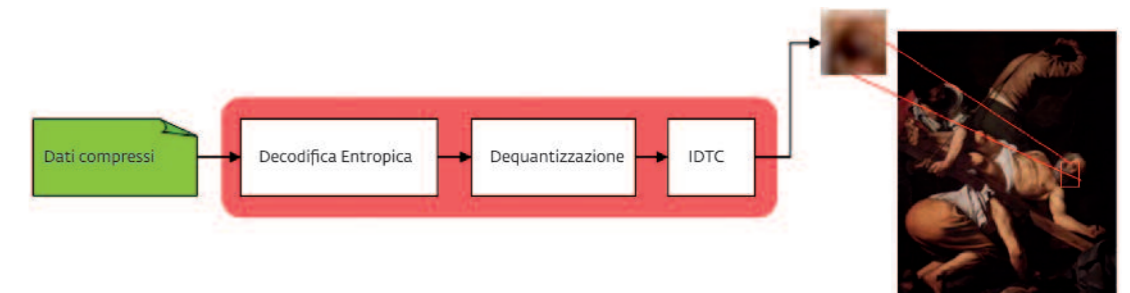 Dati compressi
Decodifica Entropica
Dequantizzazione
IDTC